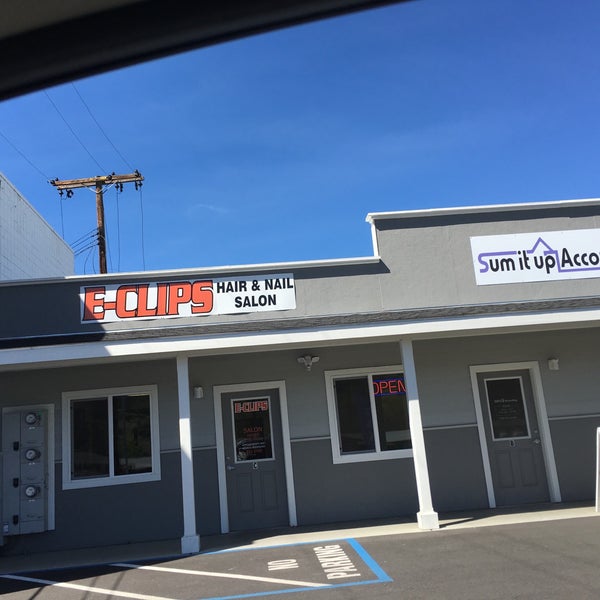 E-CLIPS
HAIR & NAIL
SALON
Sum it up Acco
E-CLIPS
SALON
OPEN
NO
PARKING